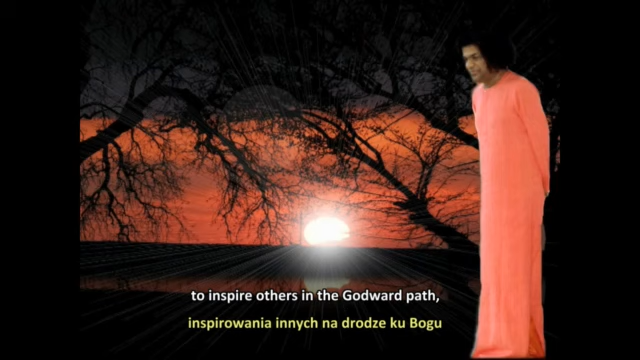 to inspire others in the Godward path,
inspirowania innych na drodze ku Bogu